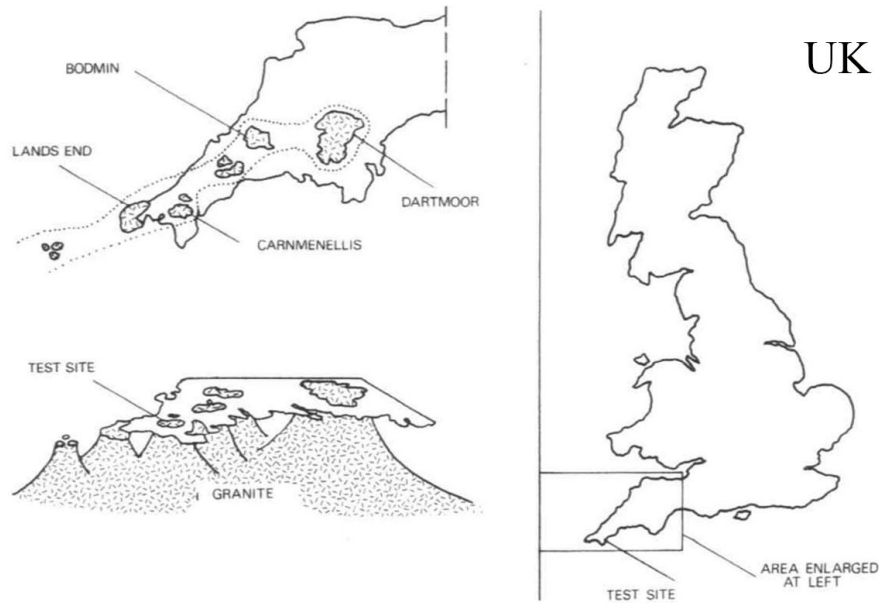 UK
BODMIN
LANDS END
DARTMOOR
CARNMENELLIS
TEST SITE
GRANITE
AREA ENLARGED
AT LEFT
TEST SITE